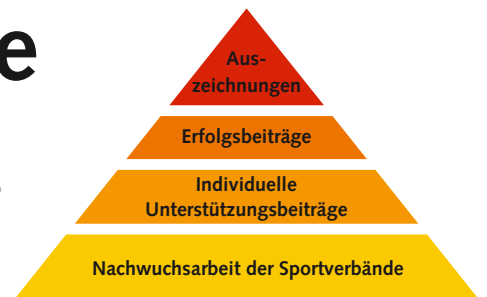 e
Aus-
zeichnungen
Erfolgsbeiträge
Individuelle
Unterstützungsbeiträge
Nachwuchsarbeit der Sportverbände